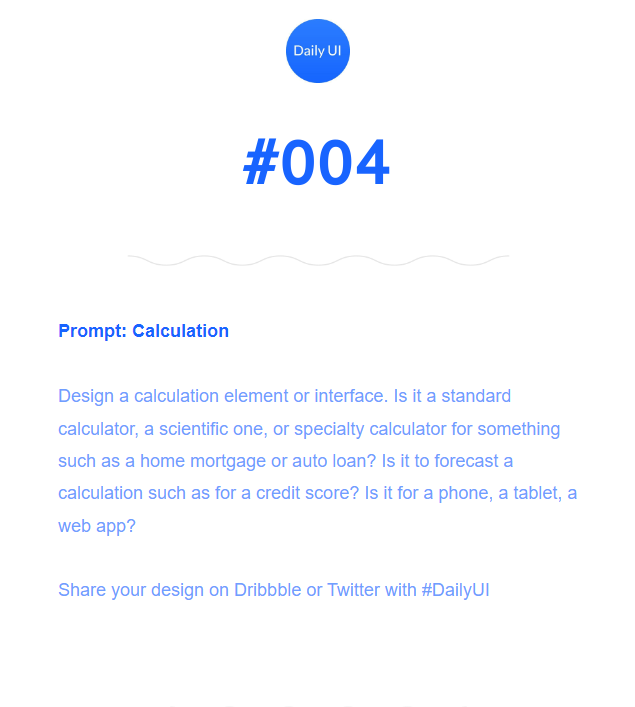 Daily UI
#004
Prompt: Calculation
Design a calculation element or interface. Is it a standard
calculator, a scientific one, or specialty calculator for something
such as a home mortgage or auto loan? Is it to forecast a
calculation such as for a credit score? Is it for a phone, a tablet, a
web app?
Share your design on Dribbble or Twitter with #DailyUI